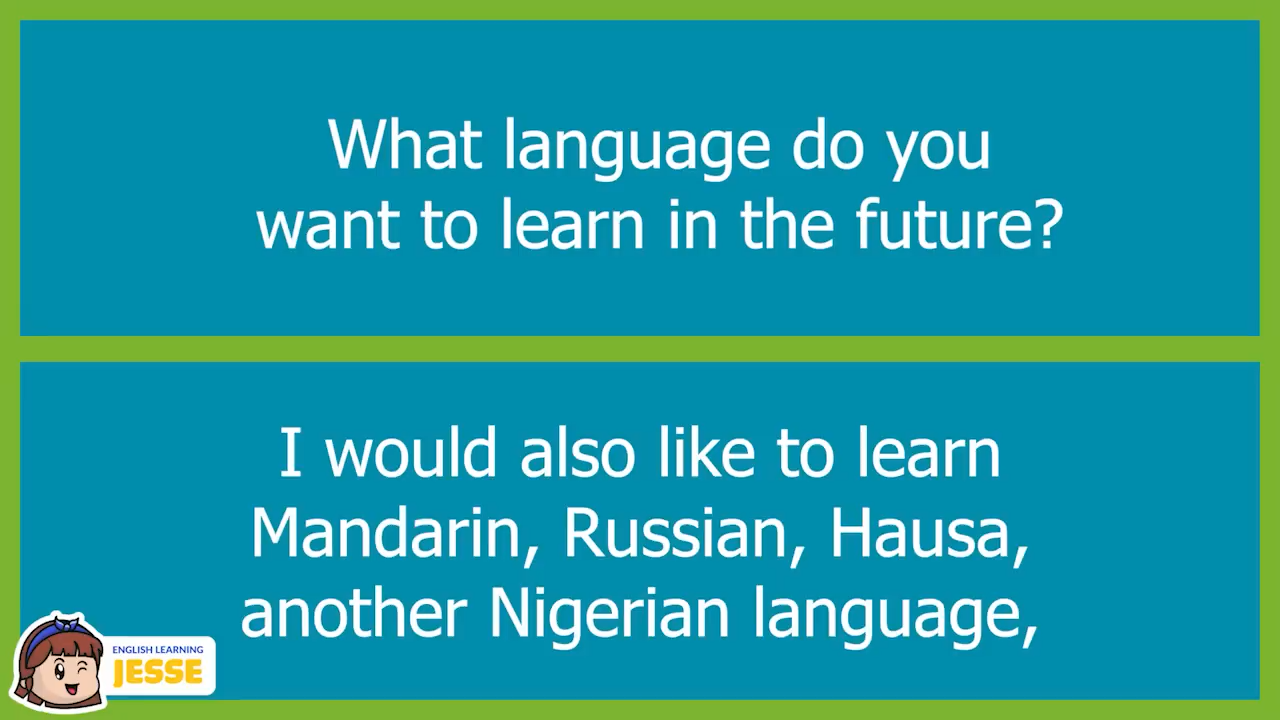 What language do you
want to learn in the future?
I would also like to learn
Mandarin, Russian, Hausa,
another Nigerian language,
ENGLISH LEARNING
JESSE